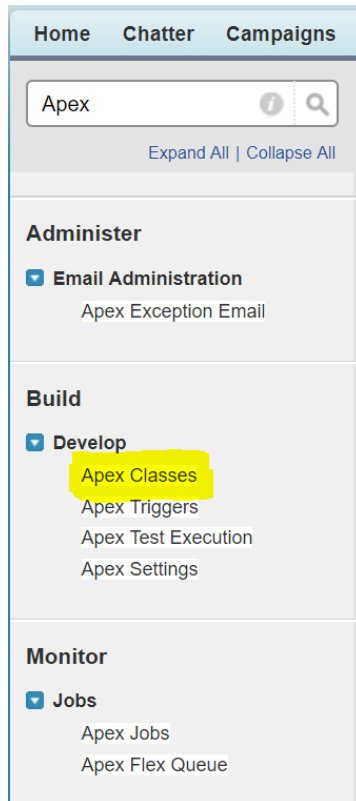 Home Chatter Campaigns
Apex
Expand All | Collapse All
Administer
Email Administration
Apex Exception Email
Build
Develop
Apex Classes
Apex Triggers
Apex Test Execution
Apex Settings
Monitor
Jobs
Apex Jobs
Apex Flex Queue